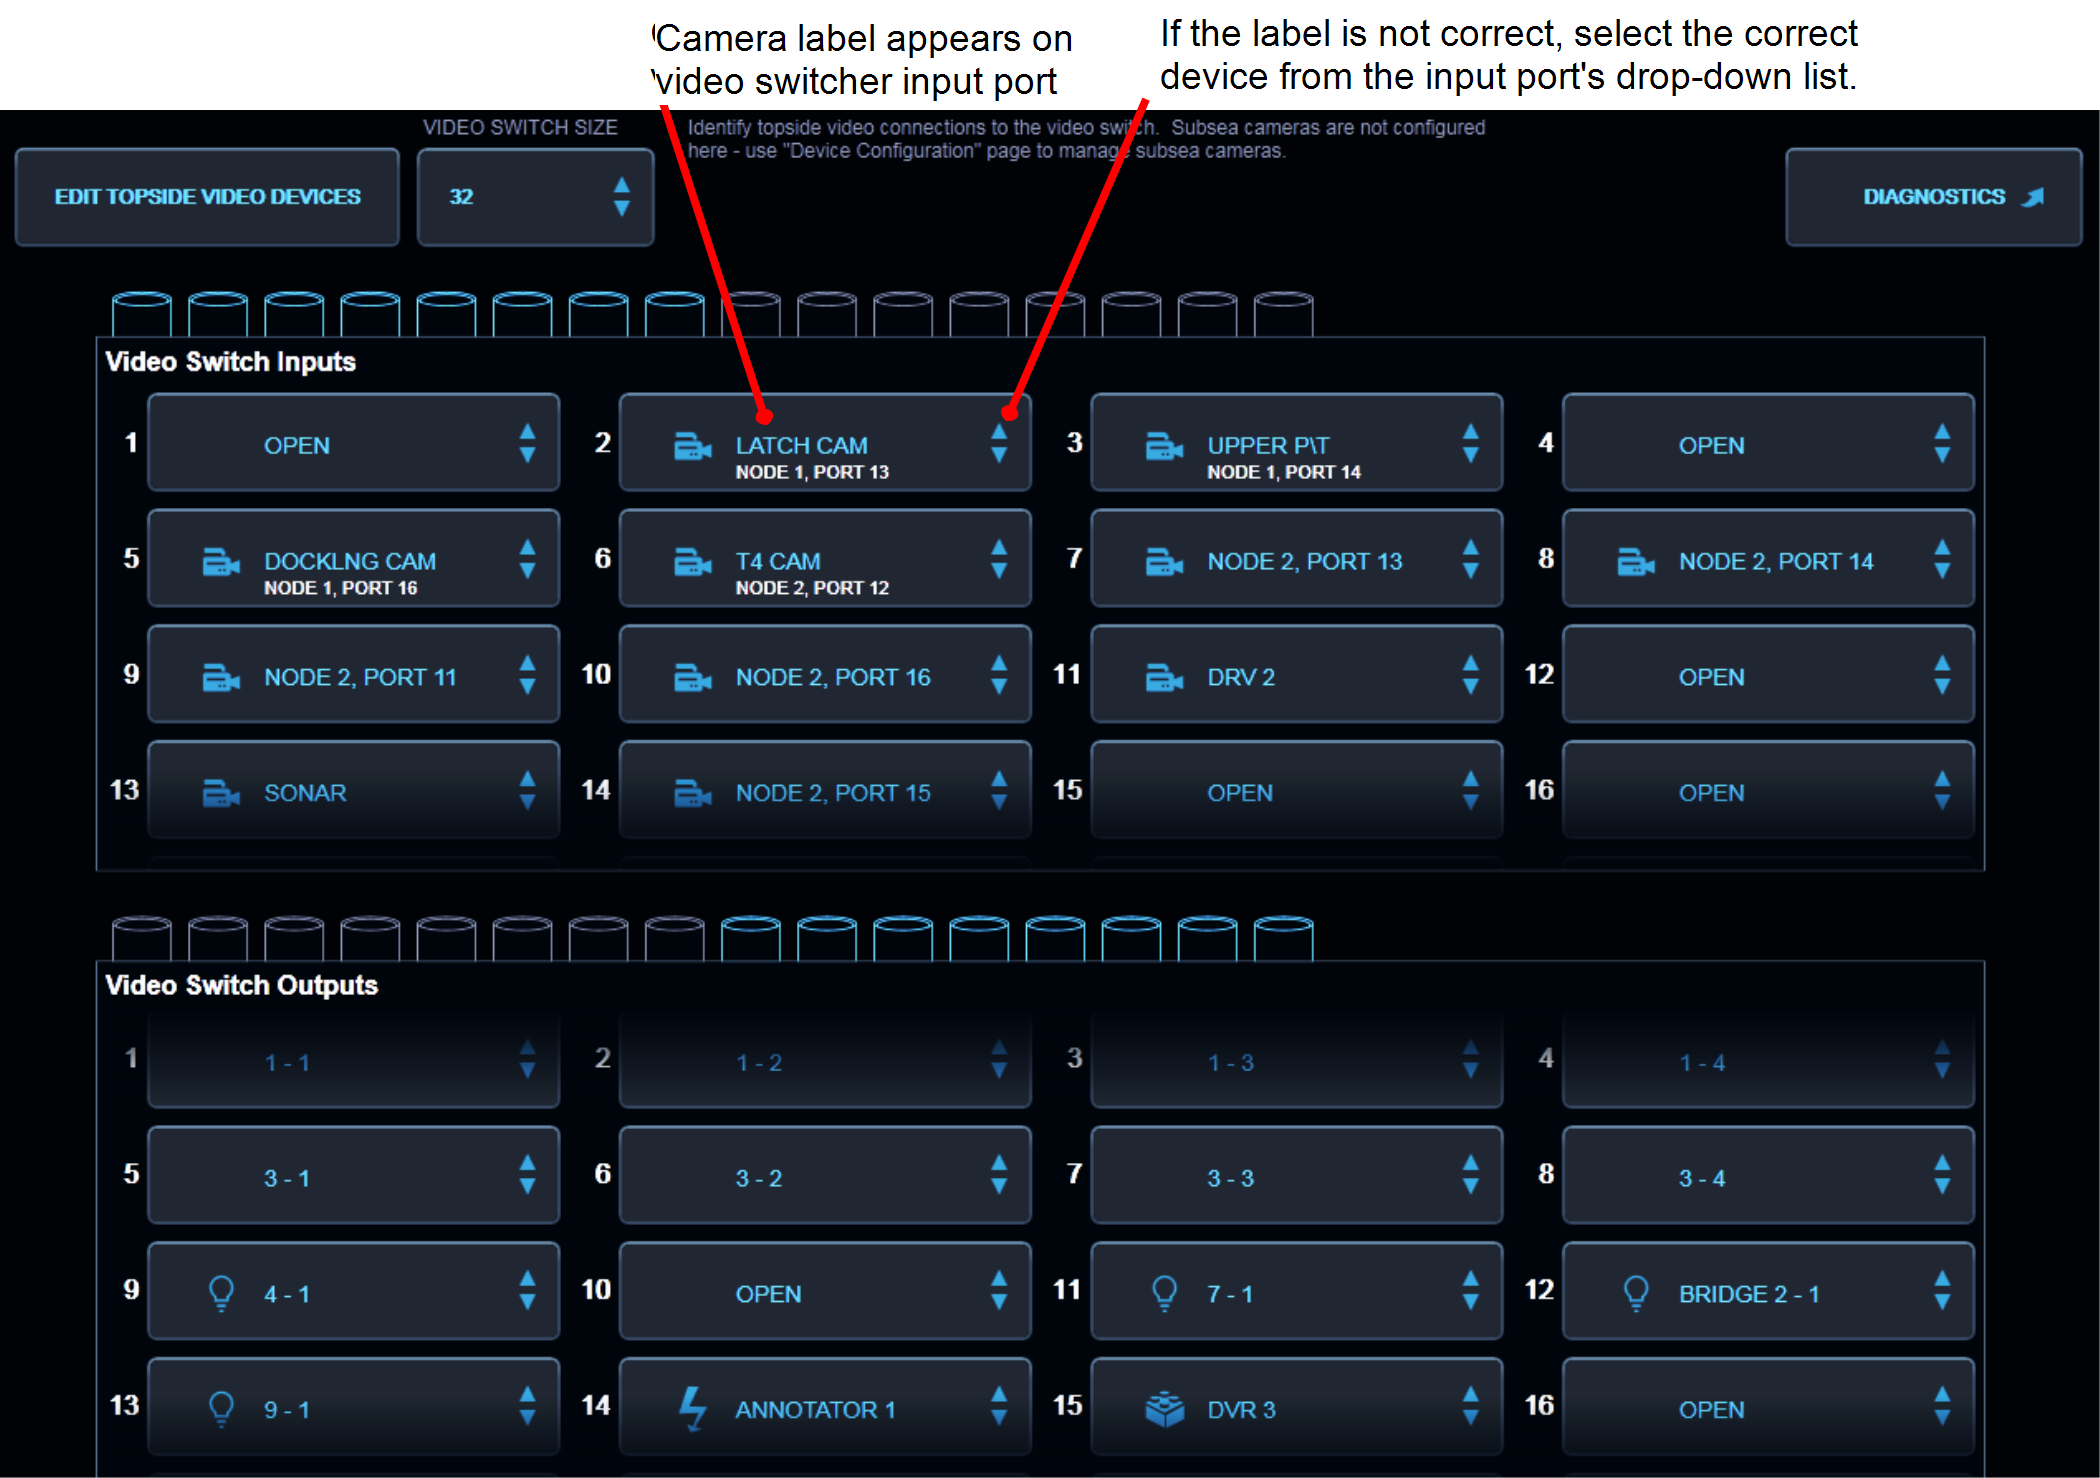 Camera label appears on
video switcher input port
If the label is not correct, select the correct
device from the input port's drop-down list.
VIDEO SWITCH SIZE
Identify topside video connections to the video switch. Subsea cameras are not configured
here - use "Device Configuration" page to manage subsea cameras.
EDIT TOPSIDE VIDEO DEVICES
32
DIAGNOSTICS
Video Switch Inputs
1 OPEN
2 LATCH CAM
NODE 1, PORT 13
3 UPPER P\T
NODE 1, PORT 14
4 OPEN
5 DOCKLNG CAM
NODE 1, PORT 16
6 T4 CAM
NODE 2, PORT 12
7 NODE 2, PORT 13
8 NODE 2, PORT 14
9 NODE 2, PORT 11
10 NODE 2, PORT 16
11 DRV 2
12 OPEN
13 SONAR
14 NODE 2, PORT 15
15 OPEN
16 OPEN
Video Switch Outputs
1 1 - 1
2 1 - 2
3 1 - 3
4 1 - 4
5 3 - 1
6 3 - 2
7 3 - 3
8 3 - 4
9 4 - 1
10 OPEN
11 7 - 1
12 BRIDGE 2 - 1
13 9 - 1
14 ANNOTATOR 1
15 DVR 3
16 OPEN